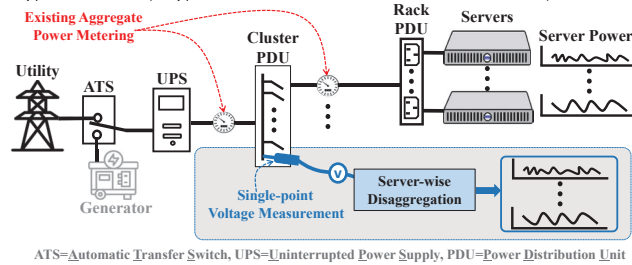 Existing Aggregate
Power Metering
Utility
ATS
UPS
Cluster
PDU
Rack
PDU
Servers
Server Power
Generator
Single-point
Voltage Measurement
V
Server-wise
Disaggregation
ATS=Automatic Transfer Switch, UPS=Uninterrupted Power Supply, PDU=Power Distribution Unit